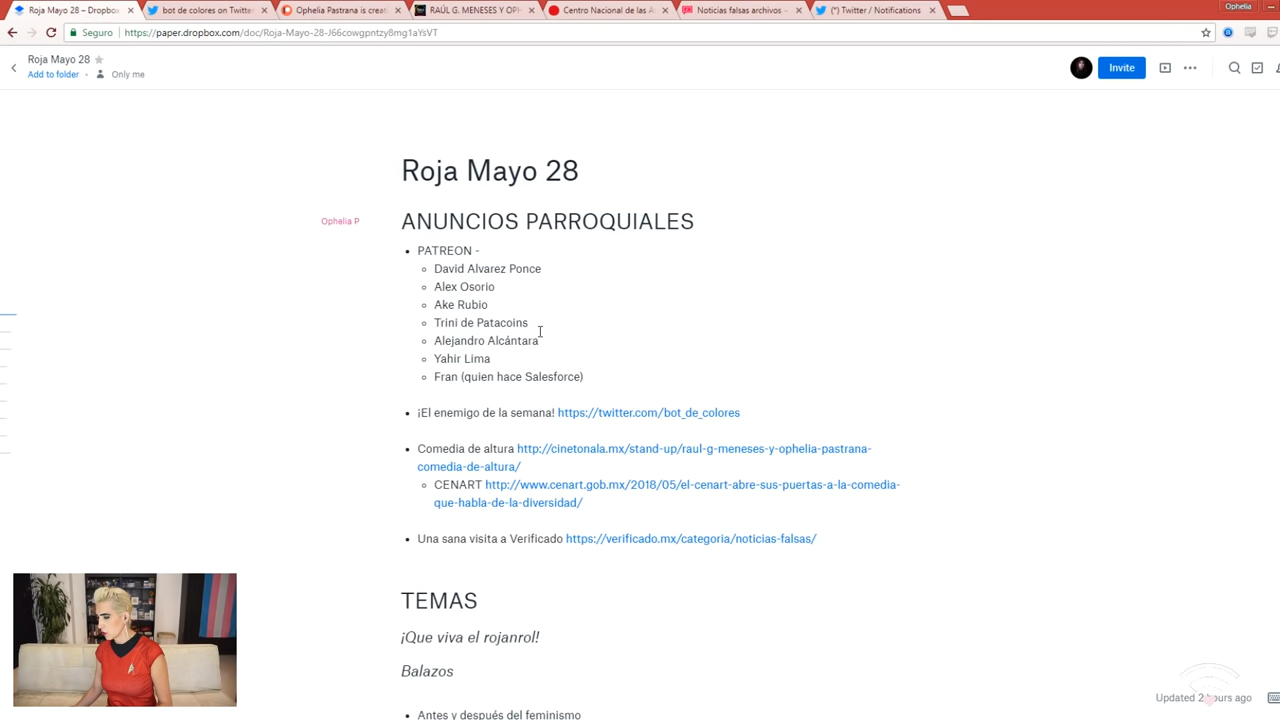 Roja Mayo 28 – Dropbox
bot de colores on Twitter
Ophelia Pastrana is creat
RAÚL G. MENESES Y OPH
Centro Nacional de las A
Noticias falsas archivos -
(*) Twitter / Notifications
Ophelia
Seguro
https://paper.dropbox.com/doc/Roja-Mayo-28-J66cowgpntzy8mg1aYsVT
Roja Mayo 28
Add to folder
Only me
Invite
Roja Mayo 28
Ophelia P
ANUNCIOS PARROQUIALES
• PATREON -
David Alvarez Ponce
Alex Osorio
Ake Rubio
Trini de Patacoins
Alejandro Alcántara
Yahir Lima
Fran (quien hace Salesforce)
• ¡El enemigo de la semana! https://twitter.com/bot_de_colores
• Comedia de altura http://cinetonala.mx/stand-up/raul-g-meneses-y-ophelia-pastrana-
comedia-de-altura/
CENART http://www.cenart.gob.mx/2018/05/el-cenart-abre-sus-puertas-a-la-comedia-
que-habla-de-la-diversidad/
• Una sana visita a Verificado https://verificado.mx/categoria/noticias-falsas/
TEMAS
¡Que viva el rojanrol!
Balazos
• Antes y después del feminismo
Updated 2 hours ago